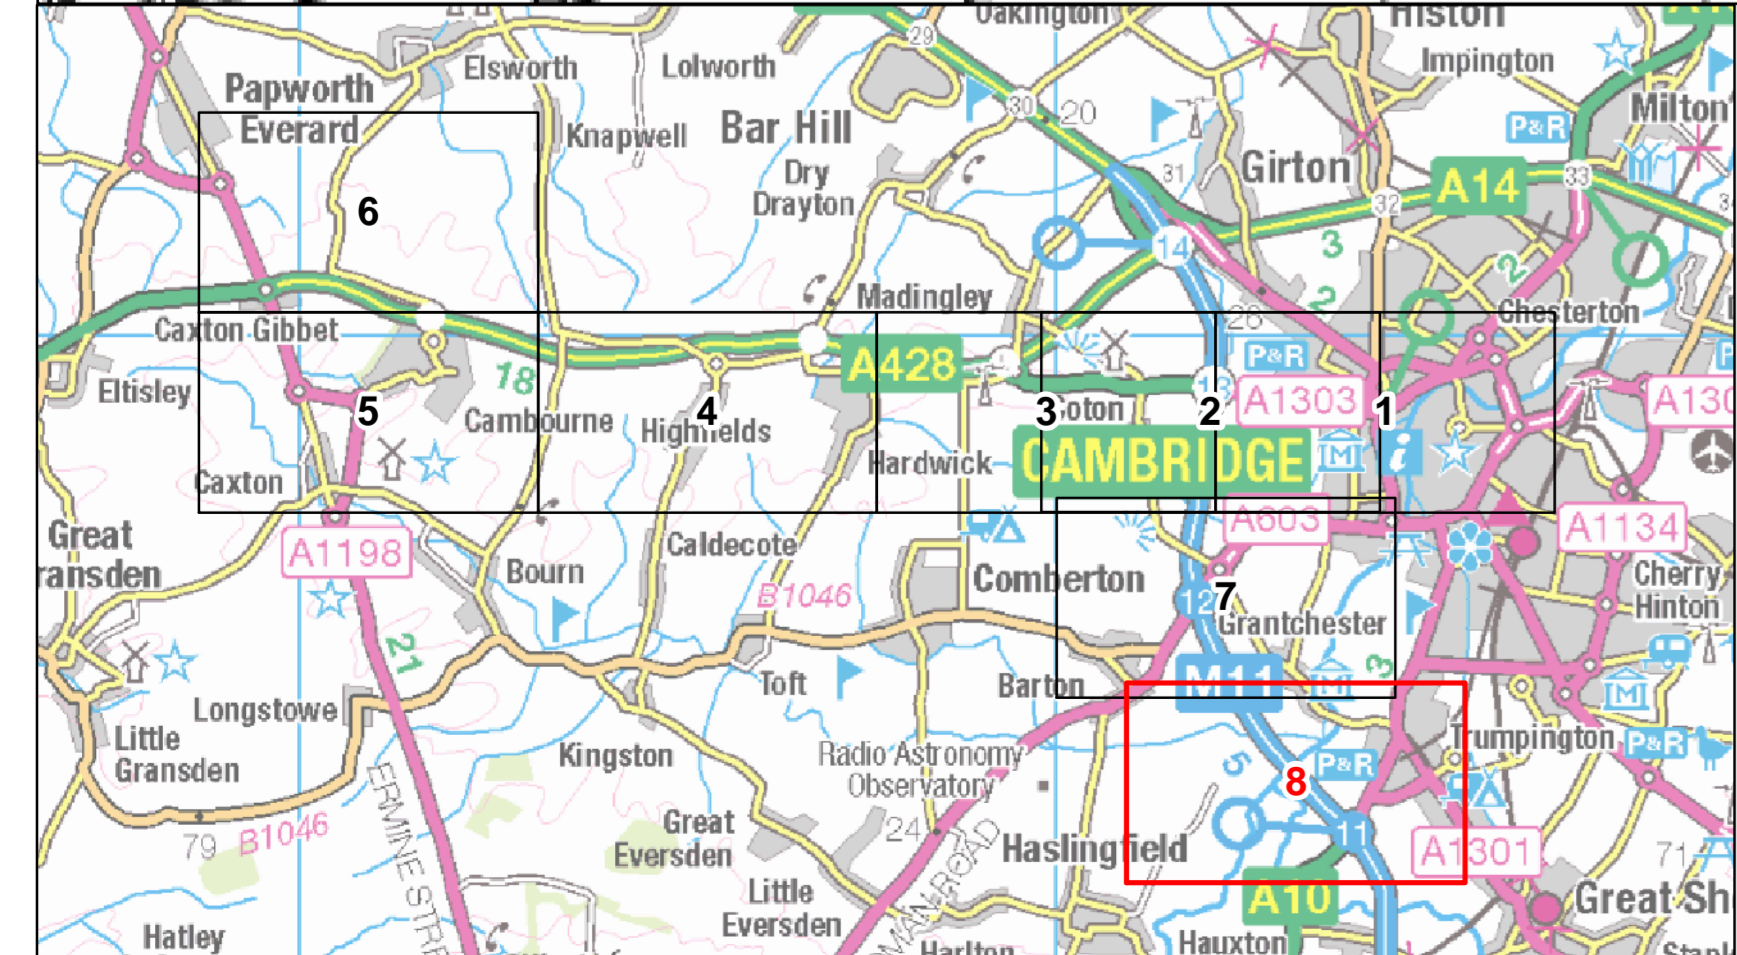 Oakington
Histon
29
Elsworth
Lolworth
Impington
Papworth
Everard
Knapwell
Bar Hill
30
20
P&R
Milton
Dry
Drayton
31
Girton
A14
33
6
32
14
3
2
2
Madingley
26
Chesterton
Caxton Gibbet
A428
P&R
Eltisley
18
13
A1303
5
4
3
2
1
Cambourne
Highfields
Caxton
Hardwick
CAMBRIDGE
i
M
A603
A1134
Great
A1198
Caldecote
Bourn
B1046
Comberton
Cherry
Hinton
12
7
Grantchester
21
3
Toft
Barton
M11
M
M
Longstowe
Little
Gransden
Kingston
Radio Astronomy
Observatory
5
P&R
8
Trumpington
P&R
ERMINE
79
B1046
Great
Eversden
24
ROAD
Haslingfield
11
A1301
71
Little
Eversden
A10
Hatley
Harlton
Hauxton